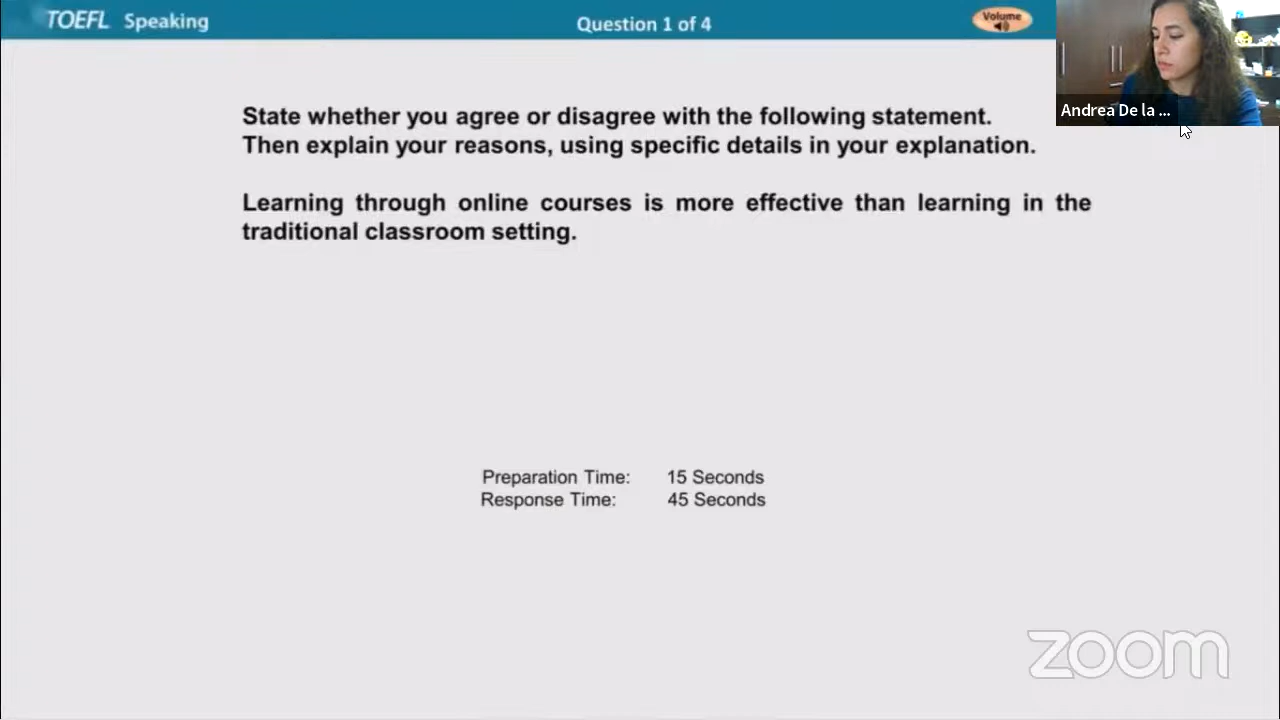 TOEFL Speaking
Question 1 of 4
Volume
Andrea De la ...
State whether you agree or disagree with the following statement.
Then explain your reasons, using specific details in your explanation.
Learning through online courses is more effective than learning in the
traditional classroom setting.
Preparation Time: 15 Seconds
Response Time: 45 Seconds
zoom